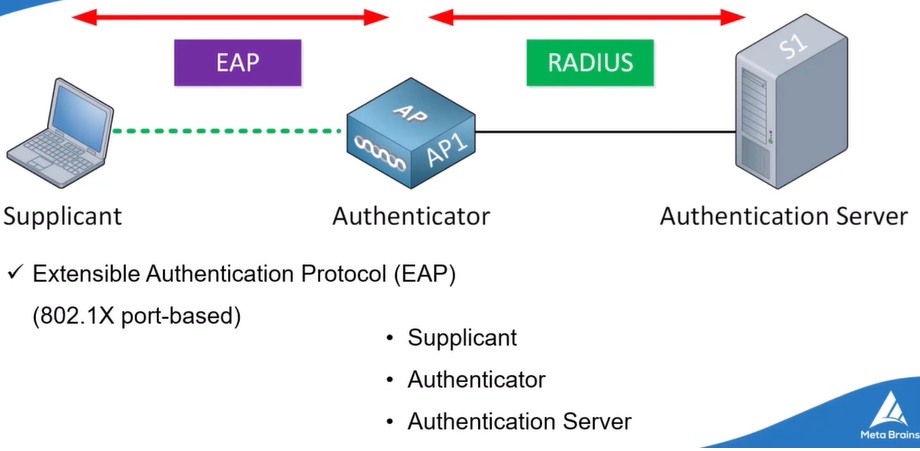 EAP
RADIUS
S1
AP
AP1
Supplicant
Authenticator
Authentication Server
✓ Extensible Authentication Protocol (EAP)
(802.1X port-based)
• Supplicant
• Authenticator
• Authentication Server
Meta Brains